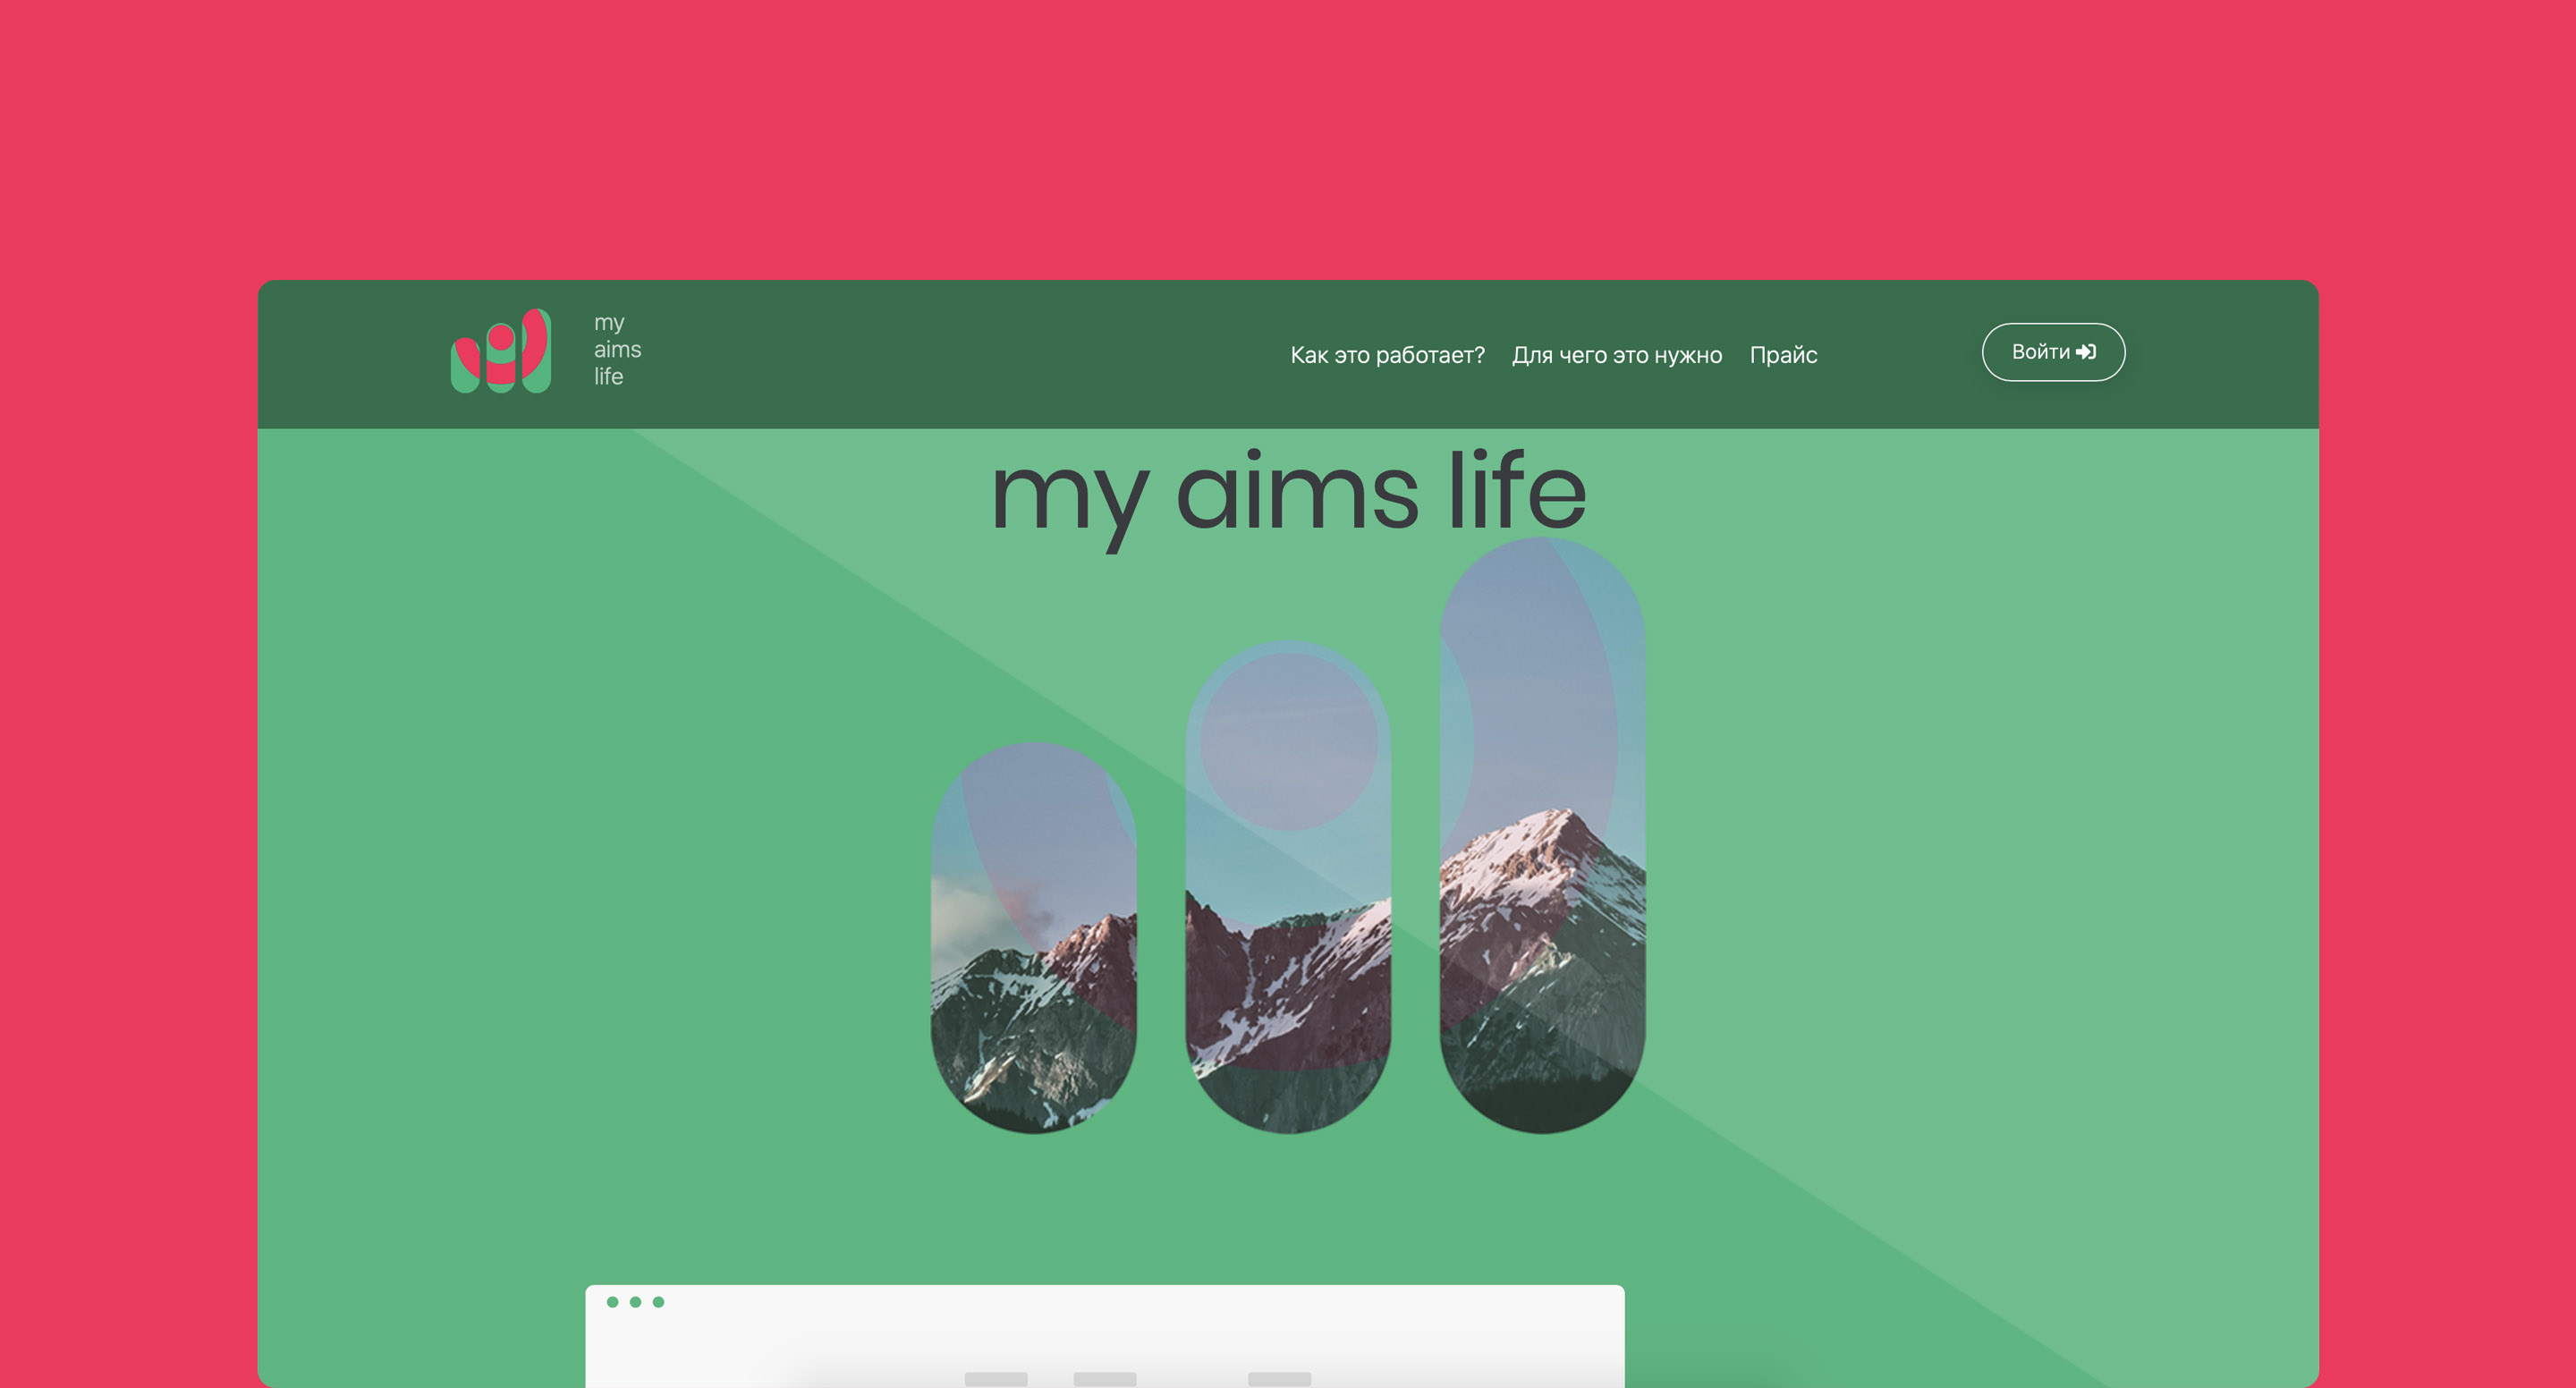 my
aims
life
Как это работает? Для чего это нужно Прайс
Войти
my aims life